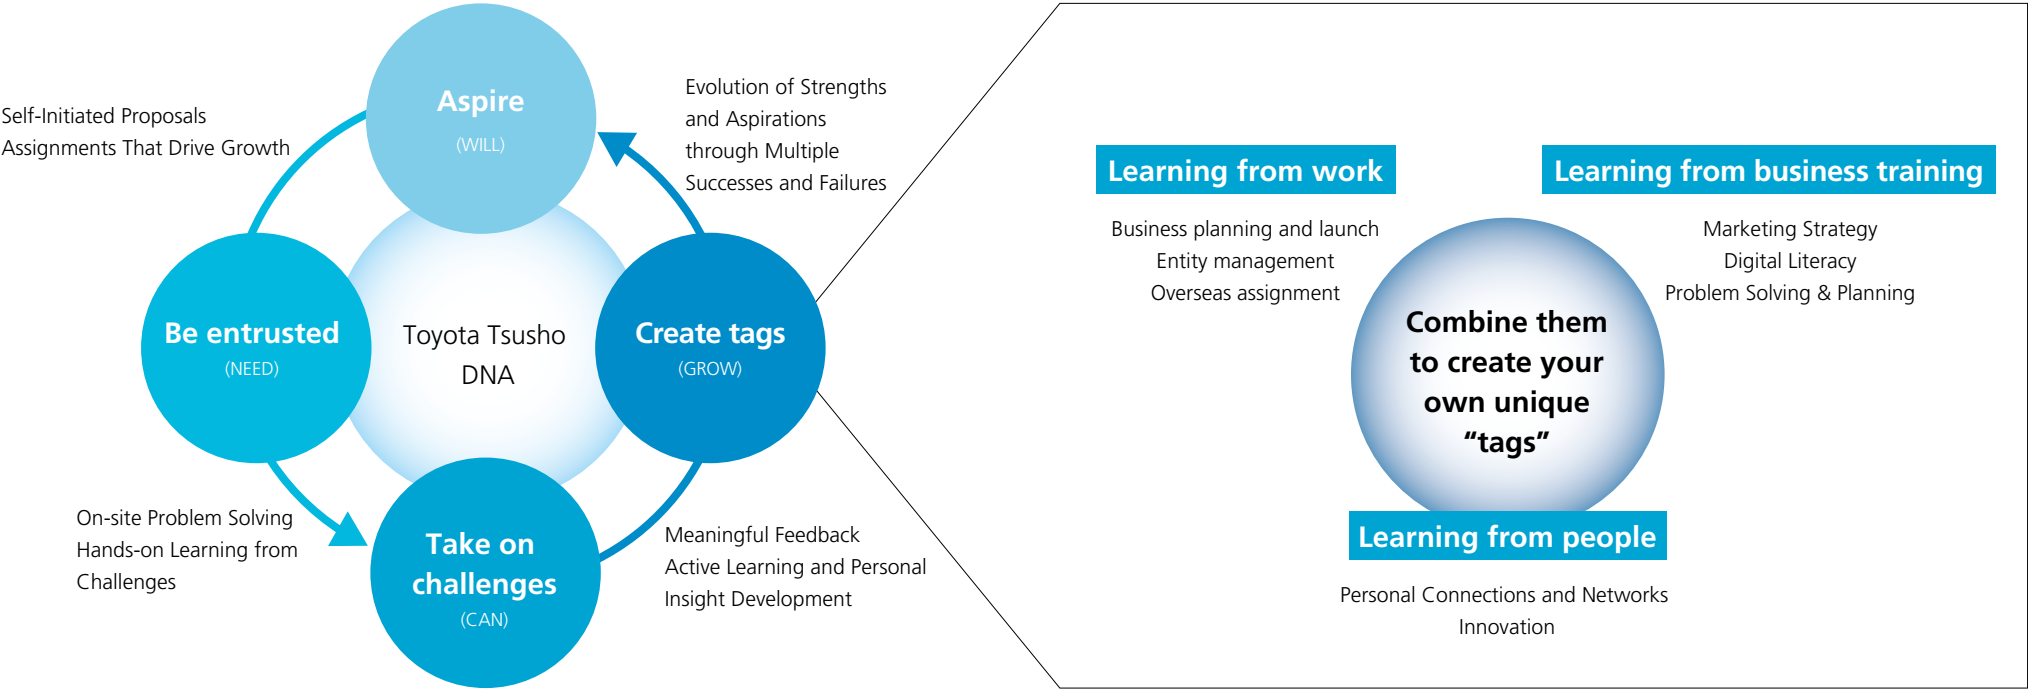 Aspire
(WILL)
Self-Initiated Proposals
Assignments That Drive Growth
Be entrusted
(NEED)
On-site Problem Solving
Hands-on Learning from
Challenges
Take on
challenges
(CAN)
Meaningful Feedback
Active Learning and Personal
Insight Development
Create tags
(GROW)
Evolution of Strengths
and Aspirations
through Multiple
Successes and Failures
Toyota Tsusho
DNA
Learning from work
Business planning and launch
Entity management
Overseas assignment
Learning from business training
Marketing Strategy
Digital Literacy
Problem Solving & Planning
Combine them
to create your
own unique
“tags”
Learning from people
Personal Connections and Networks
Innovation